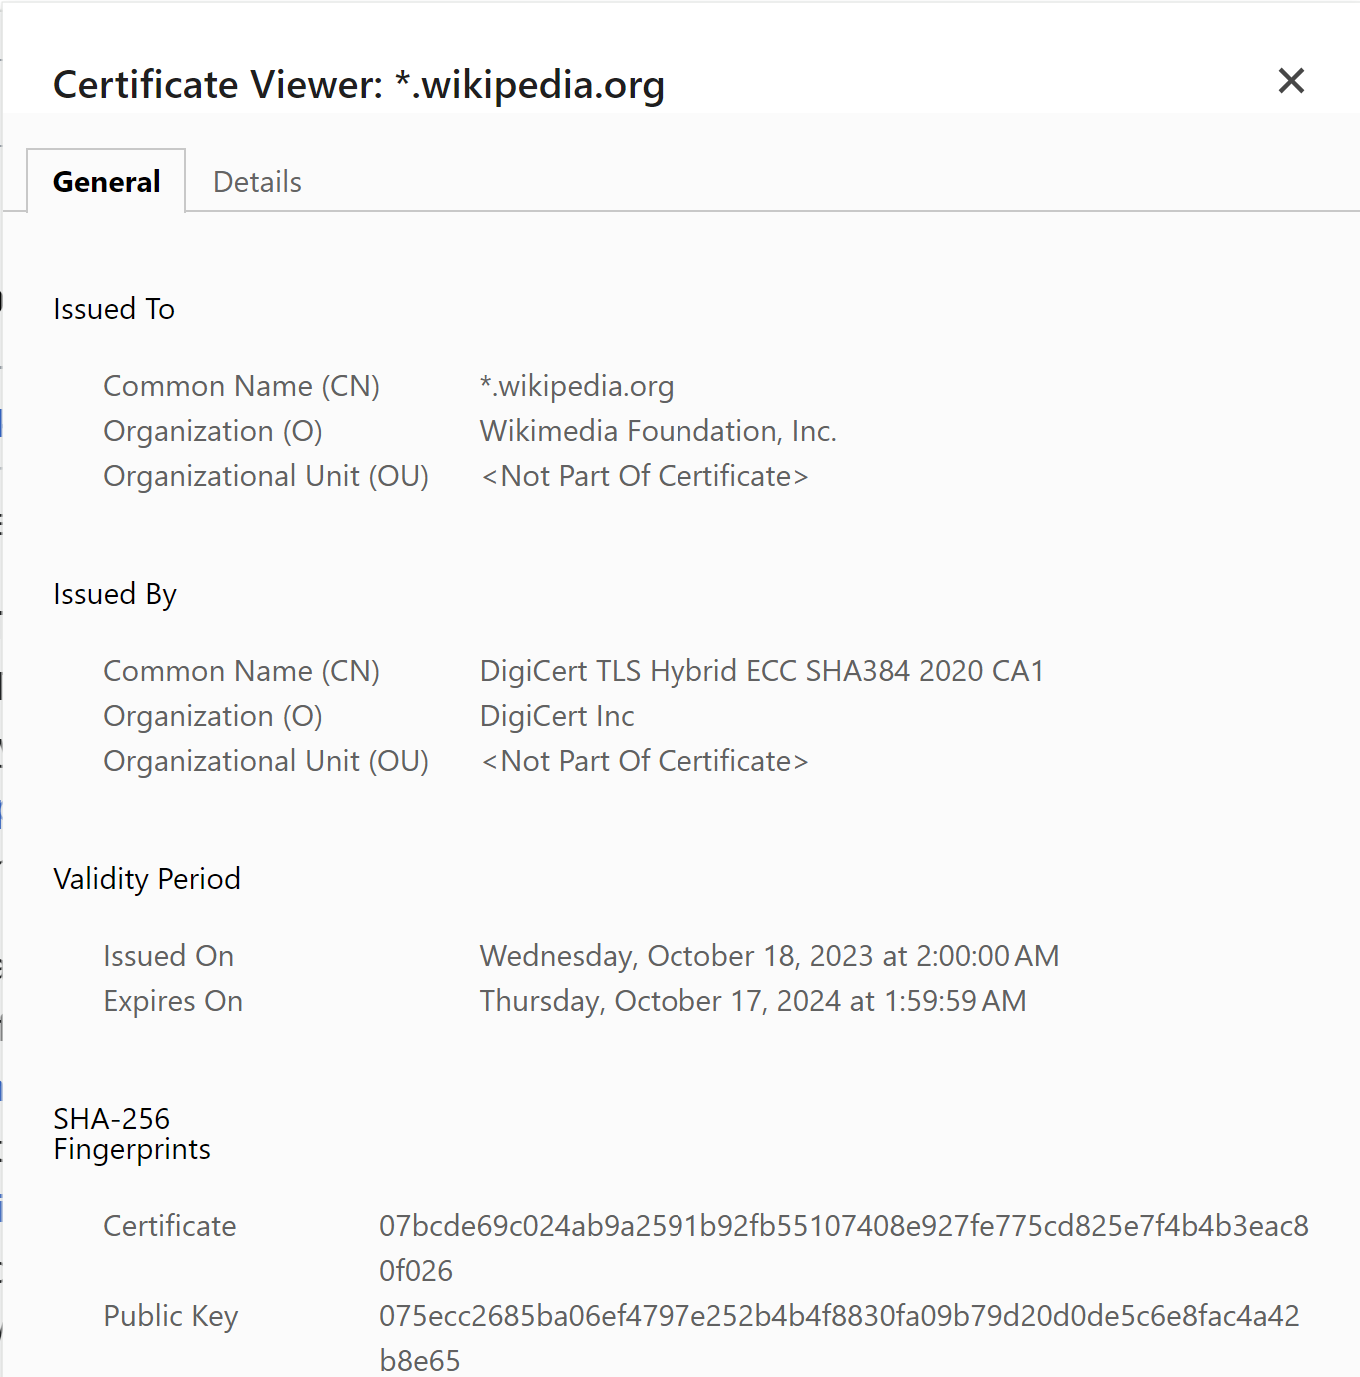 Certificate Viewer: *.wikipedia.org
General Details
Issued To
Common Name (CN) *.wikipedia.org
Organization (O) Wikimedia Foundation, Inc.
Organizational Unit (OU) <Not Part Of Certificate>
Issued By
Common Name (CN) DigiCert TLS Hybrid ECC SHA384 2020 CA1
Organization (O) DigiCert Inc
Organizational Unit (OU) <Not Part Of Certificate>
Validity Period
Issued On Wednesday, October 18, 2023 at 2:00:00 AM
Expires On Thursday, October 17, 2024 at 1:59:59 AM
SHA-256
Fingerprints
Certificate 07bcde69c024ab9a2591b92fb55107408e927fe775cd825e7f4b4b3eac8
0f026
Public Key 075ecc2685ba06ef4797e252b4b4f8830fa09b79d20d0de5c6e8fac4a42
b8e65